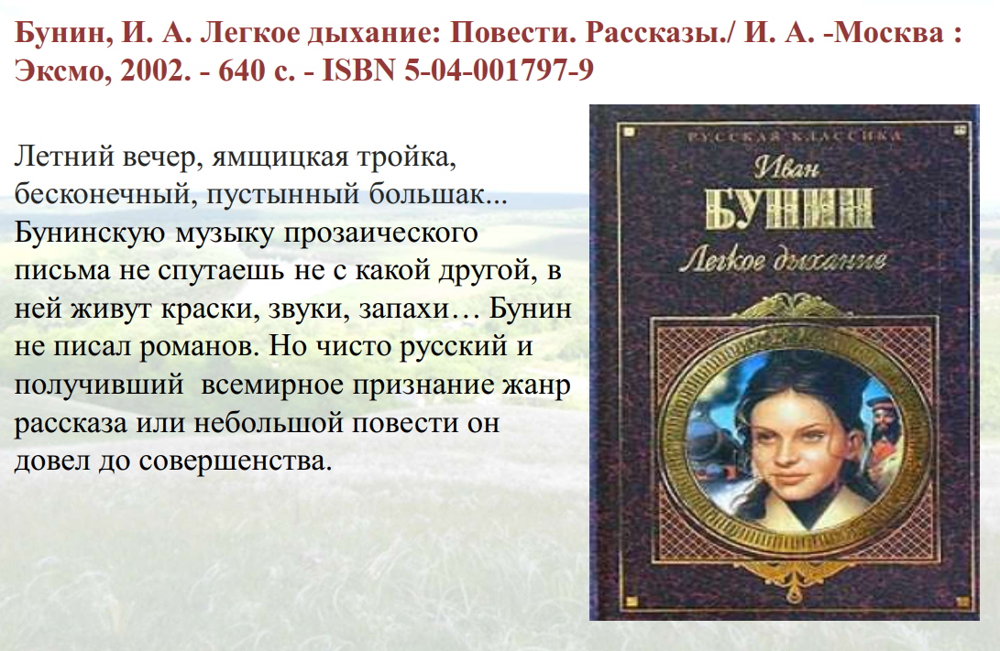 Бунин, И. А. Легкое дыхание: Повести. Рассказы./ И. А. -Москва :
Эксмо, 2002. - 640 с. - ISBN 5-04-001797-9
Летний вечер, ямщицкая тройка,
бесконечный, пустынный большак...
Бунинскую музыку прозаического
письма не спутаешь не с какой другой, в
ней живут краски, звуки, запахи… Бунин
не писал романов. Но чисто русский и
получивший  всемирное признание жанр
рассказа или небольшой повести он
довел до совершенства.
РУССКАЯ КЛАССИКА
Иван
БУНИН
Легкое дыхание